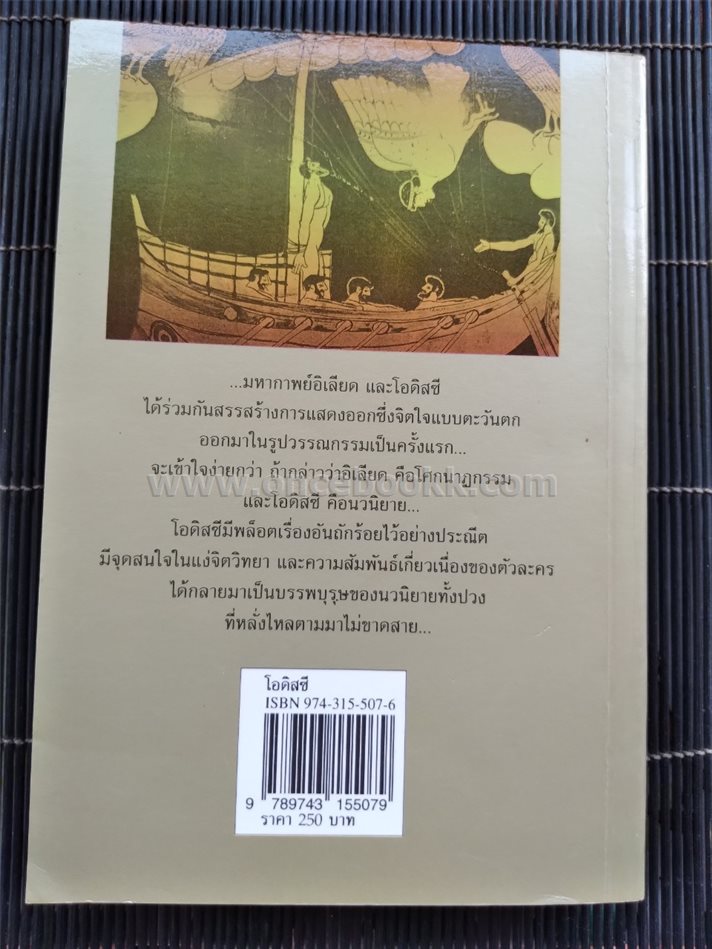 ...มหากาพย์อิเลียด และโอดิสซี
ได้ร่วมกันสรรสร้างการแสดงออกซึ่งจิตใจแบบตะวันตก
ออกมาในรูปวรรณกรรมเป็นครั้งแรก...
จะเข้าใจง่ายกว่า ถ้ากล่าวว่าอิเลียด คือโศกนาฏกรรม
www.oncebookk.com
และโอดิสซี คือนวนิยาย...
โอดิสซีมีพล็อตเรื่องอันถักร้อยไว้อย่างประณีต
มีจุดสนใจในแง่จิตวิทยา และความสัมพันธ์เกี่ยวเนื่องของตัวละคร
ได้กลายมาเป็นบรรพบุรุษของนวนิยายทั้งปวง
ที่หลั่งไหลตามมาไม่ขาดสาย...
โอดิสซี
ISBN 974-315-507-6
9 789743 155079
ราคา 250 บาท